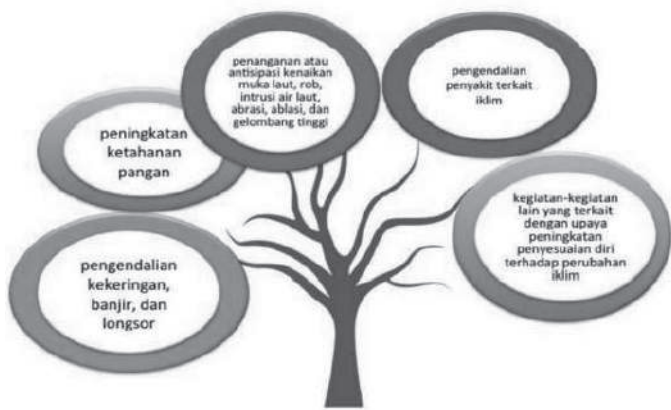 penanganan atau
antisipasi kenaikan
muka laut, rob,
intrusi air laut,
abrasi, ablasi, dan
gelombang tinggi
pengendalian
penyakit terkait
iklim
peningkatan
ketahanan
pangan
kegiatan-kegiatan
lain yang terkait
dengan upaya
peningkatan
penyesuaian diri
terhadap perubahan
iklim
pengendalian
kekeringan,
banjir, dan
longsor